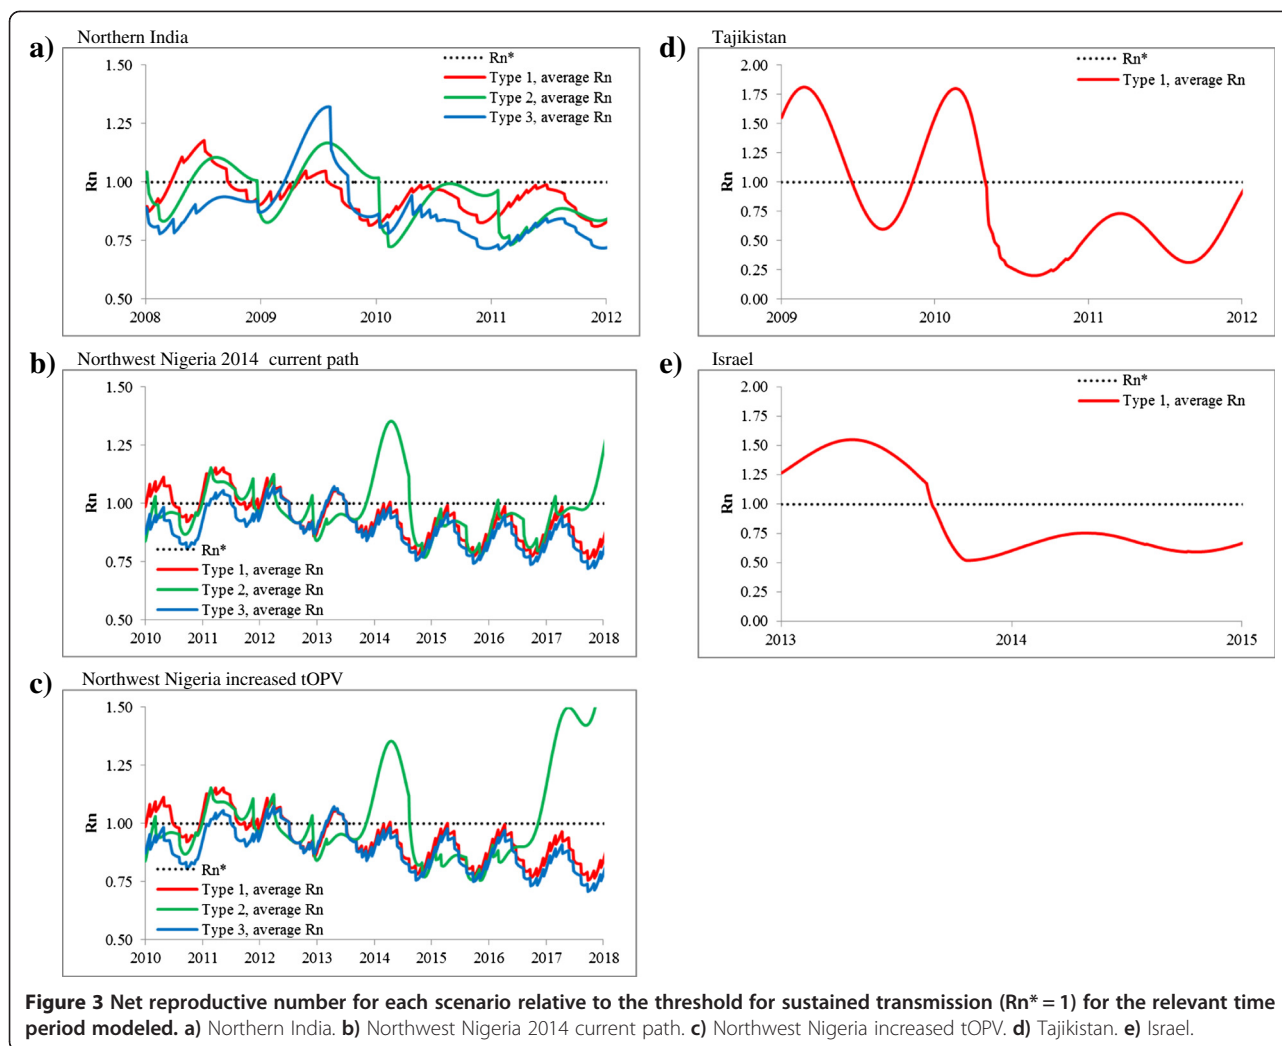 a) Northern India
Rn*
Type 1, average Rn
Type 2, average Rn
Type 3, average Rn
1.50
1.25
1.00
0.75
0.50
Rn
2008 2009 2010 2011 2012
b) Northwest Nigeria 2014 current path
1.50
1.25
1.00
0.75
0.50
Rn
Rn*
Type 1, average Rn
Type 2, average Rn
Type 3, average Rn
2010 2011 2012 2013 2014 2015 2016 2017 2018
c) Northwest Nigeria increased tOPV
1.50
1.25
1.00
0.75
0.50
Rn
Rn*
Type 1, average Rn
Type 2, average Rn
Type 3, average Rn
2010 2011 2012 2013 2014 2015 2016 2017 2018
d) Tajikistan
Rn*
Type 1, average Rn
2.00
1.75
1.50
1.25
1.00
0.75
0.50
0.25
0.00
Rn
2009 2010 2011 2012
e) Israel
Rn*
Type 1, average Rn
2.00
1.75
1.50
1.25
1.00
0.75
0.50
0.25
0.00
Rn
2013 2014 2015
Figure 3 Net reproductive number for each scenario relative to the threshold for sustained transmission (Rn* = 1) for the relevant time
period modeled. a) Northern India. b) Northwest Nigeria 2014 current path. c) Northwest Nigeria increased tOPV. d) Tajikistan. e) Israel.